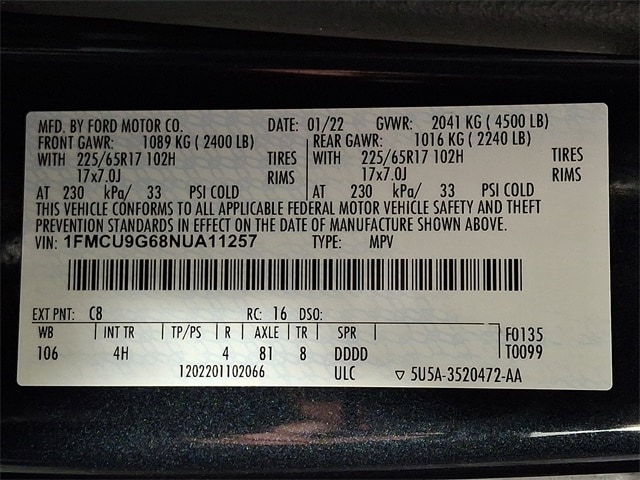 MFD. BY FORD MOTOR CO. DATE: 01/22 GVWR: 2041 KG ( 4500 LB)
FRONT GAWR: 1089 KG ( 2400 LB) REAR GAWR: 1016 KG ( 2240 LB)
WITH 225/65R17 102H TIRES WITH 225/65R17 102H TIRES
17x7.0J RIMS 17x7.0J RIMS
AT 230 kPa/ 33 PSI COLD AT 230 kPa/ 33 PSI COLD
THIS VEHICLE CONFORMS TO ALL APPLICABLE FEDERAL MOTOR VEHICLE SAFETY AND THEFT
PREVENTION STANDARDS IN EFFECT ON THE DATE OF MANUFACTURE SHOWN ABOVE.
VIN: 1FMCU9G68NUA11257 TYPE: MPV
EXT PNT: C8 RC: 16 DSO:
WB INT TR TP/PS R AXLE TR SPR F0135
106 4H 4 81 8 DDDD T0099
1202201102066 ULC ▽ 5U5A-3520472-AA